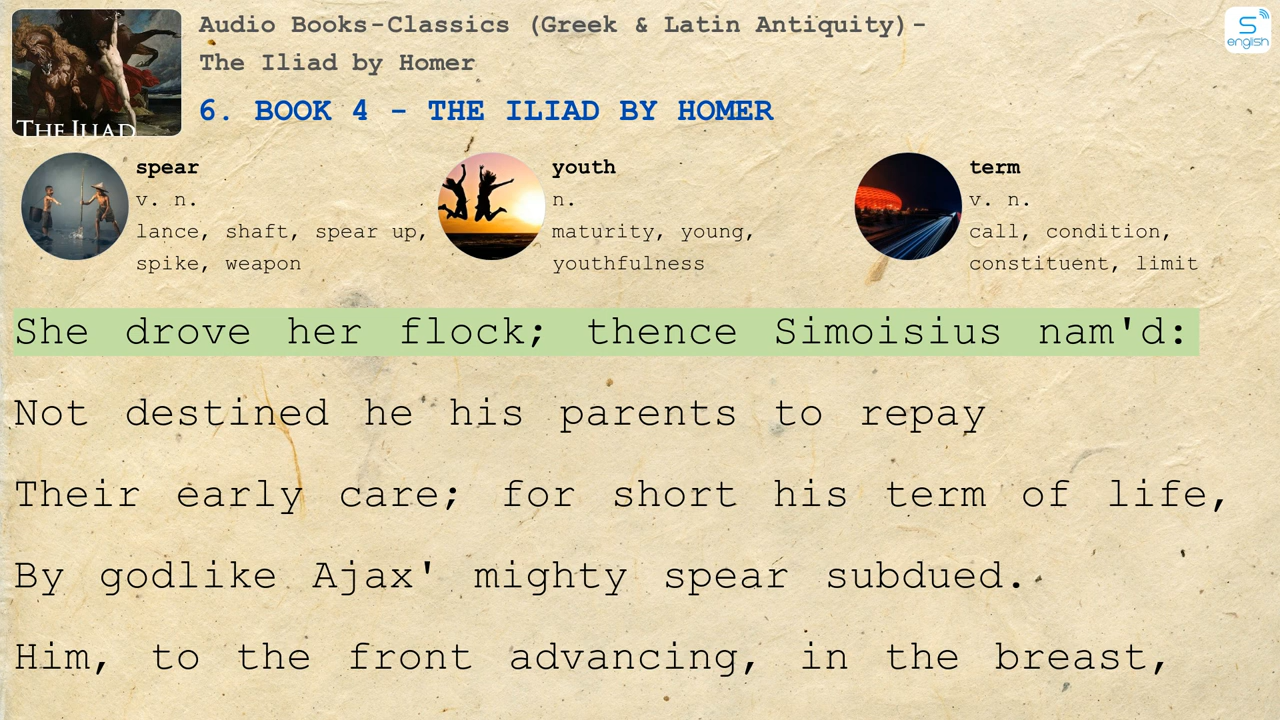 Audio Books-Classics (Greek & Latin Antiquity)-
The Iliad by Homer
6. BOOK 4 - THE ILIAD BY HOMER
THE ILIAD
S
english
spear
v. n.
lance, shaft, spear up,
spike, weapon
youth
n.
maturity, young,
youthfulness
term
v. n.
call, condition,
constituent, limit
She drove her flock; thence Simoisius nam'd:
Not destined he his parents to repay
Their early care; for short his term of life,
By godlike Ajax' mighty spear subdued.
Him, to the front advancing, in the breast,